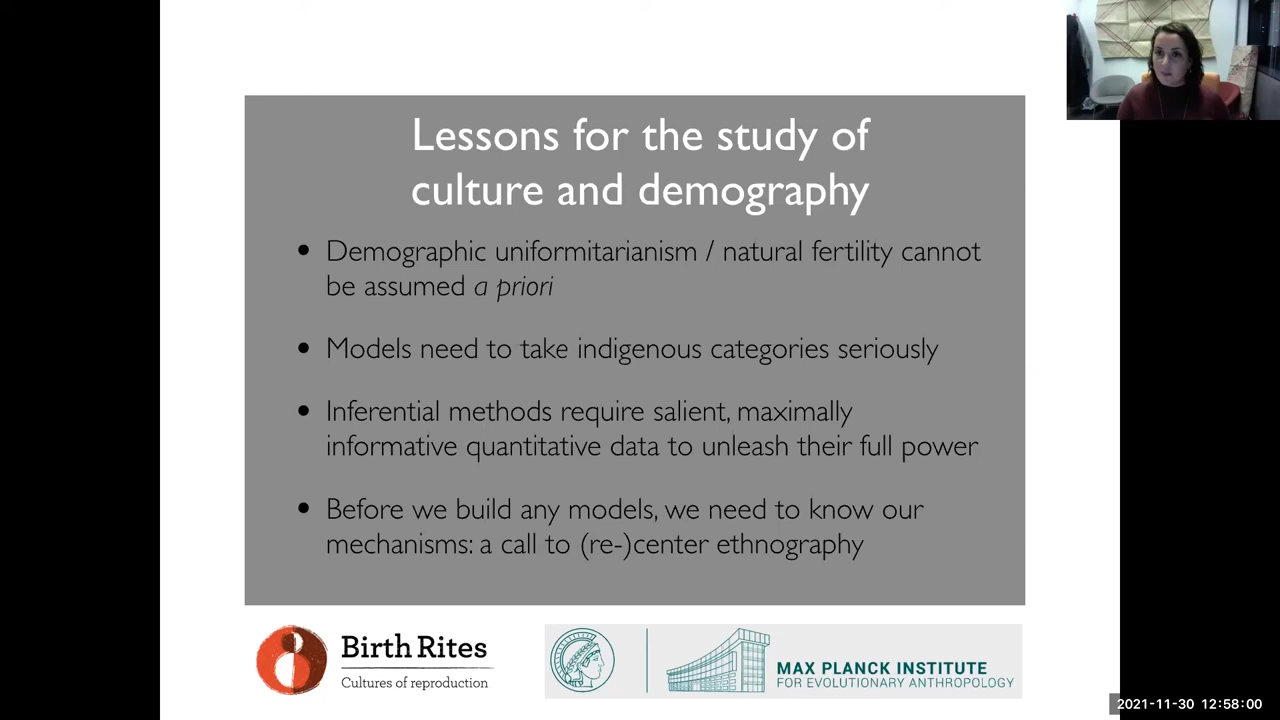 Lessons for the study of
culture and demography
• Demographic uniformitarianism / natural fertility cannot
be assumed a priori
• Models need to take indigenous categories seriously
• Inferential methods require salient, maximally
informative quantitative data to unleash their full power
• Before we build any models, we need to know our
mechanisms: a call to (re-)center ethnography
Birth Rites
Cultures of reproduction
MAX PLANCK INSTITUTE
FOR EVOLUTIONARY ANTHROPOLOGY
2021-11-30 12:58:00